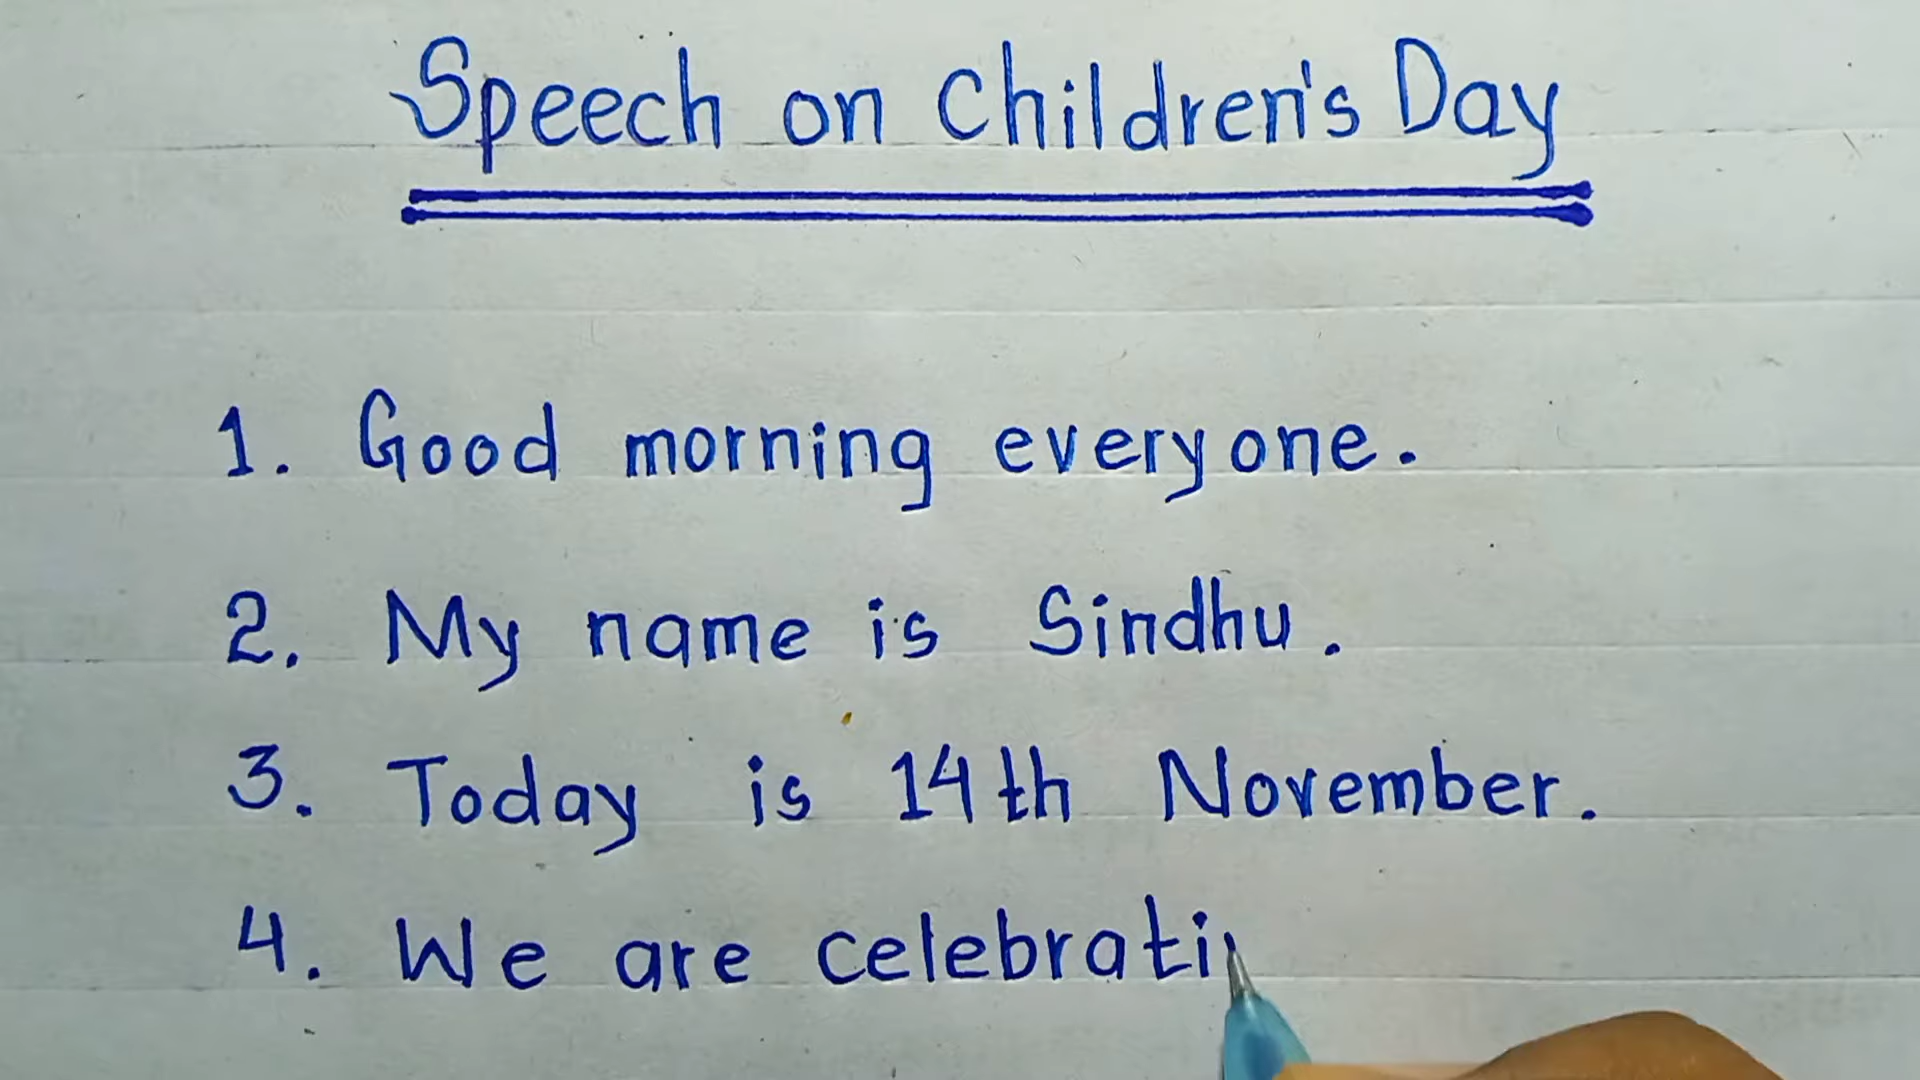 Speech on Children's Day
1. Good morning everyone.
2. My name is Sindhu.
3. Today is 14th November.
4. We are celebrati